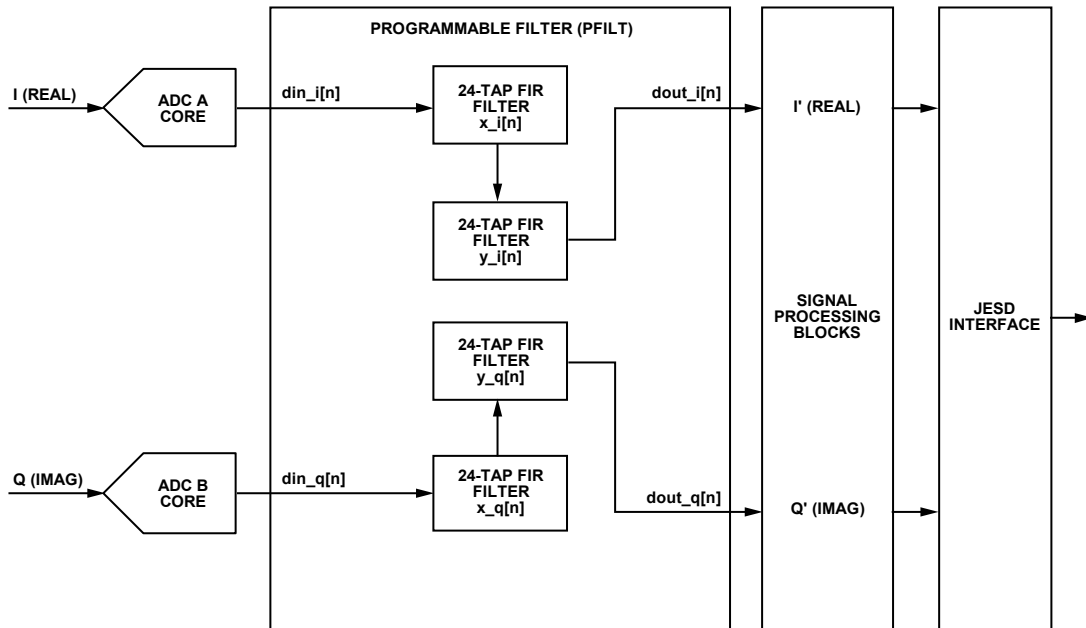 PROGRAMMABLE FILTER (PFILT)
I (REAL)
ADC A
CORE
din_i[n]
24-TAP FIR
FILTER
x_i[n]
dout_i[n]
I' (REAL)
24-TAP FIR
FILTER
y_i[n]
SIGNAL
PROCESSING
BLOCKS
JESD
INTERFACE
24-TAP FIR
FILTER
y_q[n]
Q (IMAG)
ADC B
CORE
din_q[n]
24-TAP FIR
FILTER
x_q[n]
dout_q[n]
Q' (IMAG)